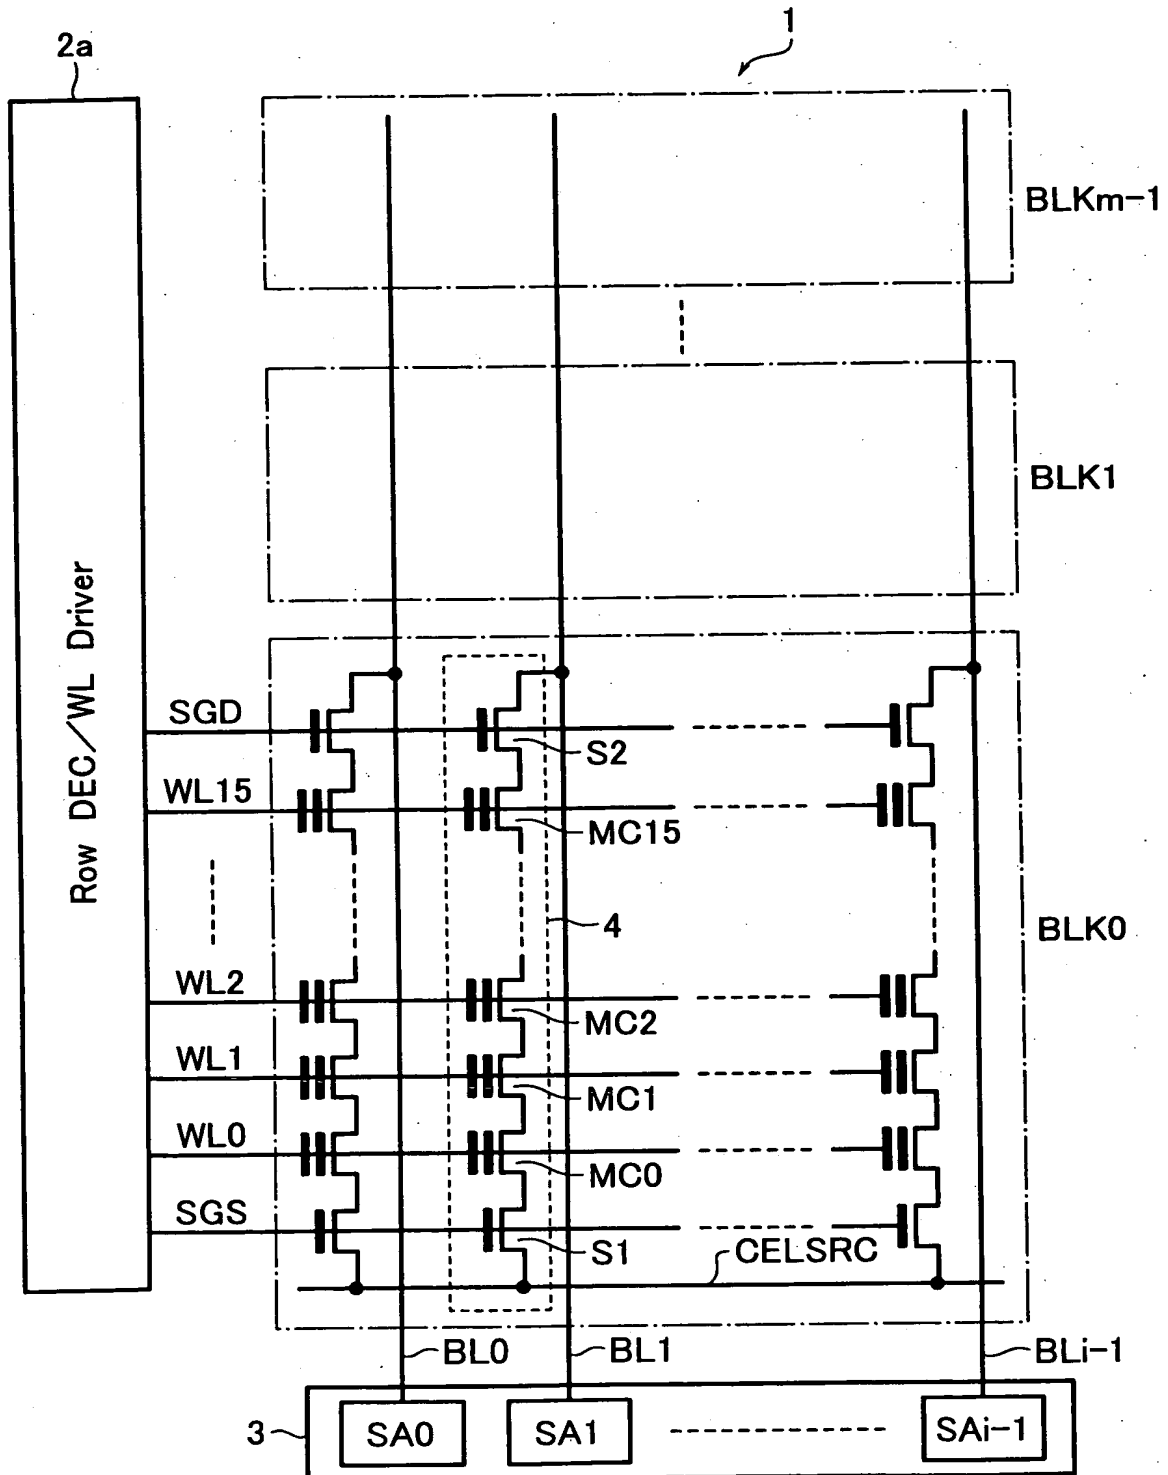 1
2a
BLKm-1
BLK1
Row DEC/WL Driver
SGD
S2
WL15
MC15
4
BLK0
WL2
MC2
WL1
MC1
WL0
MC0
SGS
S1
CELSRC
BL0
BL1
BLi-1
3
SA0
SA1
SAi-1